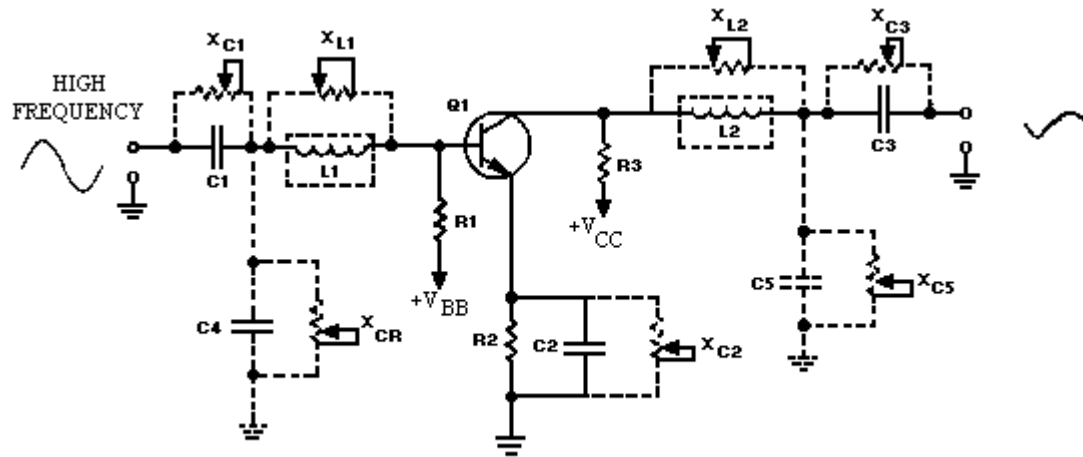 X C1
X L1
X L2
X C3
HIGH
FREQUENCY
Q1
C1
L1
L2
C3
R1
R3
+V CC
+V BB
C4
X CR
R2
C2
X C2
C5
X C5